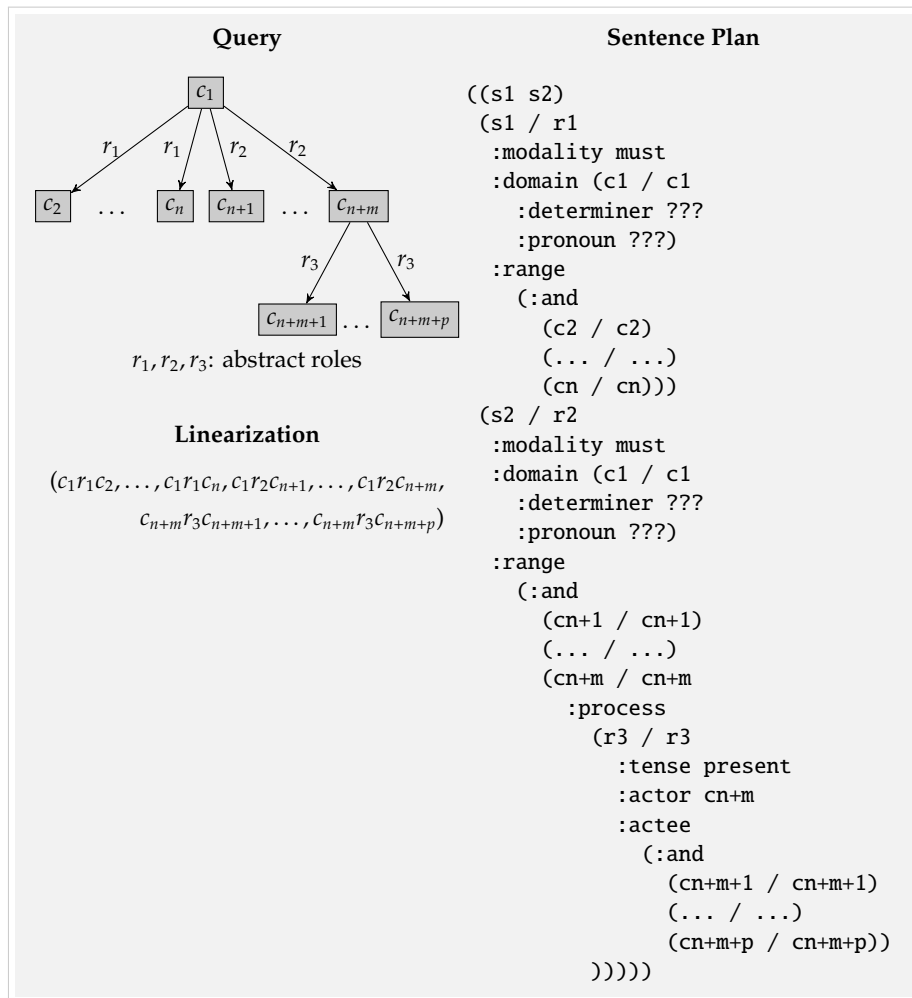 Query
c₁
r₁ r₁ r₂ r₂
c₂ ... cₙ cₙ₊₁ ... cₙ₊ₘ
r₃ r₃
cₙ₊ₘ₊₁ ... cₙ₊ₘ₊ₚ
r₁, r₂, r₃: abstract roles
Linearization
(c₁r₁c₂, ..., c₁r₁cₙ, c₁r₂cₙ₊₁, ..., c₁r₂cₙ₊ₘ,
cₙ₊ₘr₃cₙ₊ₘ₊₁, ..., cₙ₊ₘr₃cₙ₊ₘ₊ₚ)
Sentence Plan
((s1 s2)
(s1 / r1
:modality must
:domain (c1 / c1
:determiner ???
:pronoun ???)
:range
(:and
(c2 / c2)
(... / ...)
(cn / cn)))
(s2 / r2
:modality must
:domain (c1 / c1
:determiner ???
:pronoun ???)
:range
(:and
(cn+1 / cn+1)
(... / ...)
(cn+m / cn+m
:process
(r3 / r3
:tense present
:actor cn+m
:actee
(:and
(cn+m+1 / cn+m+1)
(... / ...)
(cn+m+p / cn+m+p))
)))))